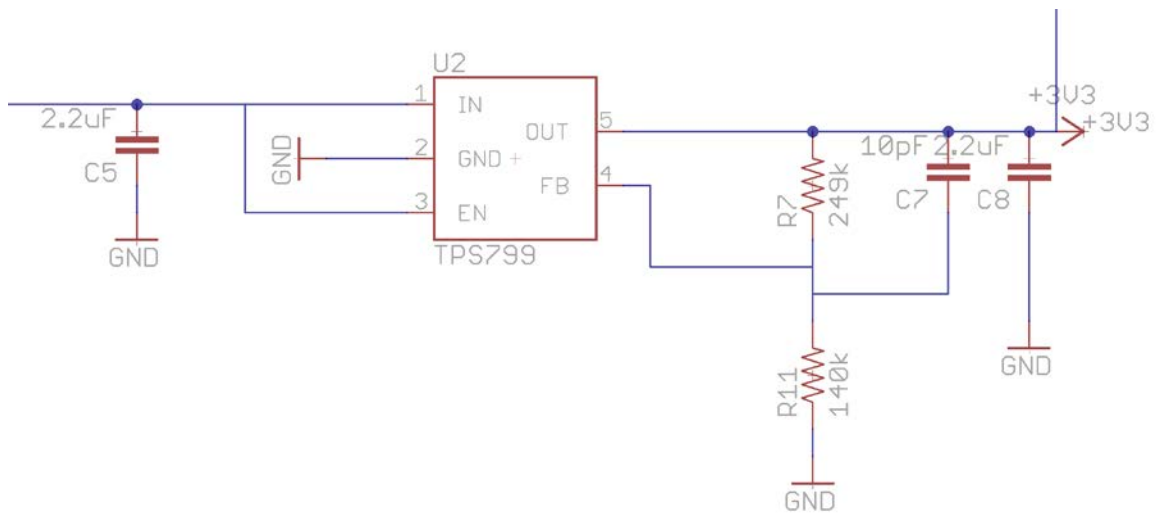 U2
2.2uF
C5
GND
GND
1
IN
2
GND
3
EN
OUT
5
FB
4
TPS799
R7
249k
10pF
C7
2.2uF
C8
+3V3
+3V3
GND
R11
140k
GND